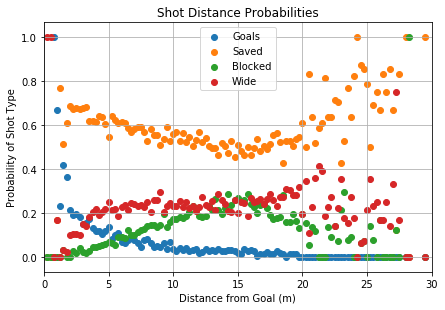 Shot Distance Probabilities
Goals
Saved
Blocked
Wide
1.0
0.8
0.6
0.4
0.2
0.0
Probability of Shot Type
0 5 10 15 20 25 30
Distance from Goal (m)